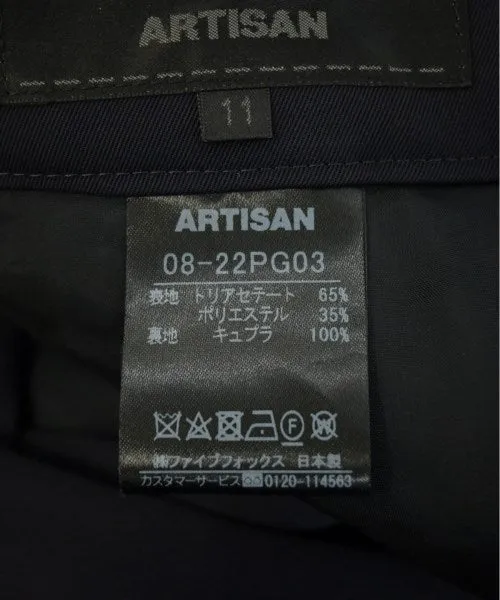 ARTISAN
11
ARTISAN
08-22PG03
表地 トリアセテート 65%
ポリエステル 35%
裏地 キュプラ 100%
F W
㈱ファイブフォックス 日本製
カスタマーサービス 0120-114563